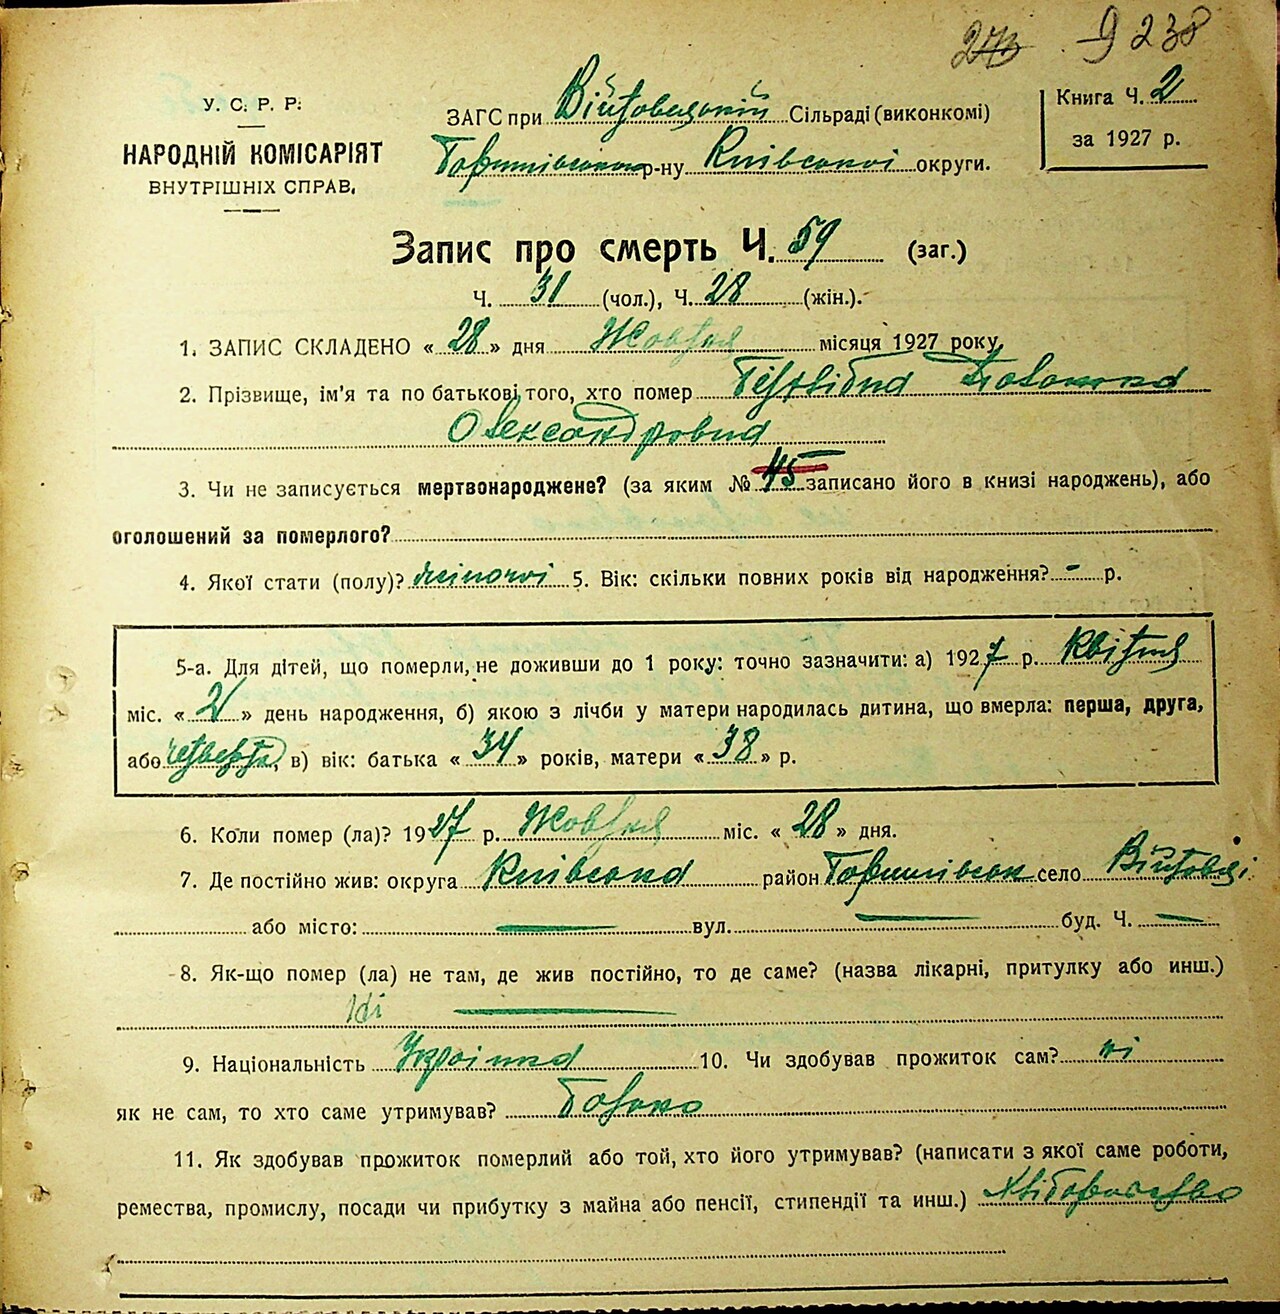 9 238
У. С. Р. Р.
НАРОДНІЙ КОМІСАРІЯТ
ВНУТРІШНІХ СПРАВ.
ЗАГС при Війтовецькій Сільраді (виконкомі)
р-ну Київської округи.
Книга Ч. 2
за 1927 р.
Запис про смерть Ч. 59 (заг.)
Ч. 31 (чол.), Ч. 28 (жін.).
1. ЗАПИС СКЛАДЕНО « 28 » дня Жовтня місяця 1927 року.
2. Прізвище, ім'я та по батькові того, хто помер
Олександровна
3. Чи не записується мертвонароджене? (за яким № 45 записано його в книзі народжень), або
оголошений за померлого?
4. Якої стати (полу)? жіночої 5. Вік: скільки повних років від народження? - р.
5-а. Для дітей, що померли, не доживши до 1 року: точно зазначити: а) 1927 р. Квітня
міс. « 21 » день народження, б) якою з лічби у матери народилась дитина, що вмерла: перша, друга,
або четверта, в) вік: батька « 34 » років, матери « 38 » р.
6. Коли помер (ла)? 1927 р. Жовтня міс. « 28 » дня.
7. Де постійно жив: округа Київська район село Війтовці
або місто: — вул. — буд. Ч. —
8. Як-що помер (ла) не там, де жив постійно, то де саме? (назва лікарні, притулку або инш.)
Ні —
9. Національність Українка 10. Чи здобував прожиток сам? ні
як не сам, то хто саме утримував? Батько
11. Як здобував прожиток померлий або той, хто його утримував? (написати з якої саме роботи,
ремества, промислу, посади чи прибутку з майна або пенсії, стипендії та инш.) Хліборобство